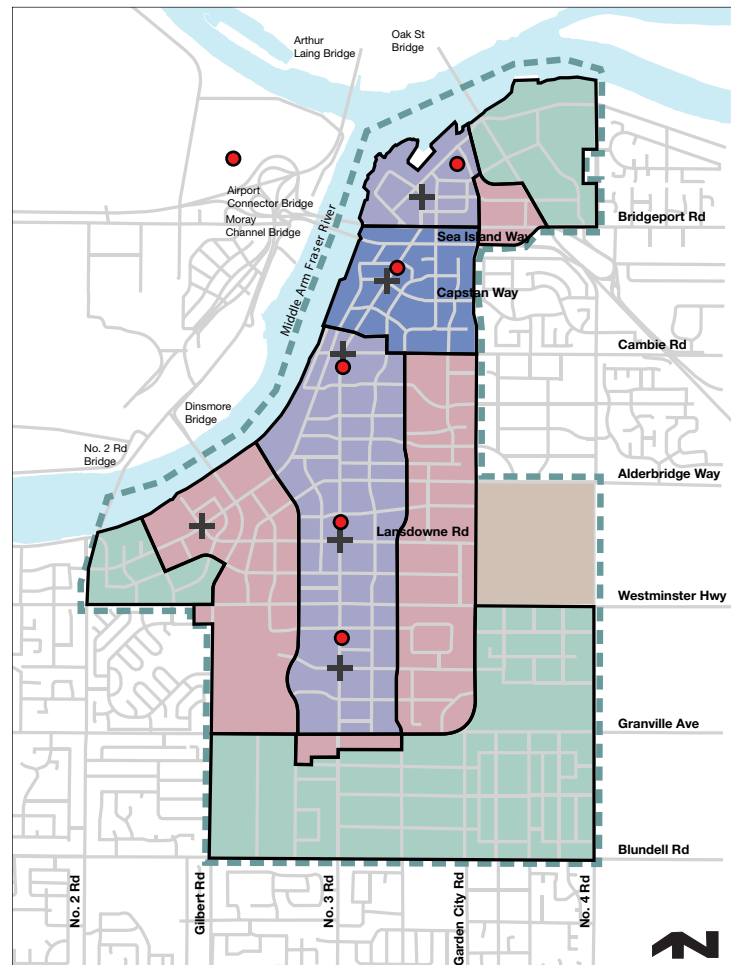 Oak St
Bridge
Arthur
Laing Bridge
Airport
Connector Bridge
Moray
Channel Bridge
Middle Arm Fraser River
Bridgeport Rd
Sea Island Way
Capstan Way
Cambie Rd
Dinsmore
Bridge
No. 2 Rd
Bridge
Alderbridge Way
Lansdowne Rd
Westminster Hwy
Granville Ave
Blundell Rd
No. 2 Rd
Gilbert Rd
No. 3 Rd
Garden City Rd
No. 4 Rd
N